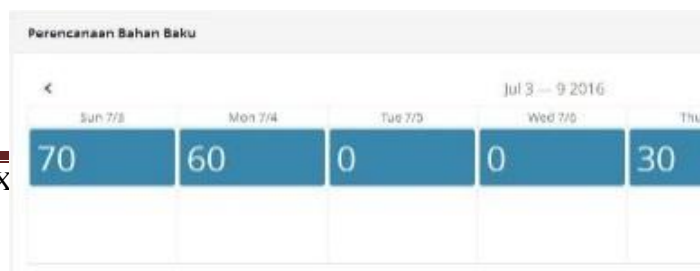 Perencanaan Bahan Baku
<
Jul 3 — 9 2016
Sun 7/3 Mon 7/4 Tue 7/5 Wed 7/6 Thu
70 60 0 0 30
X